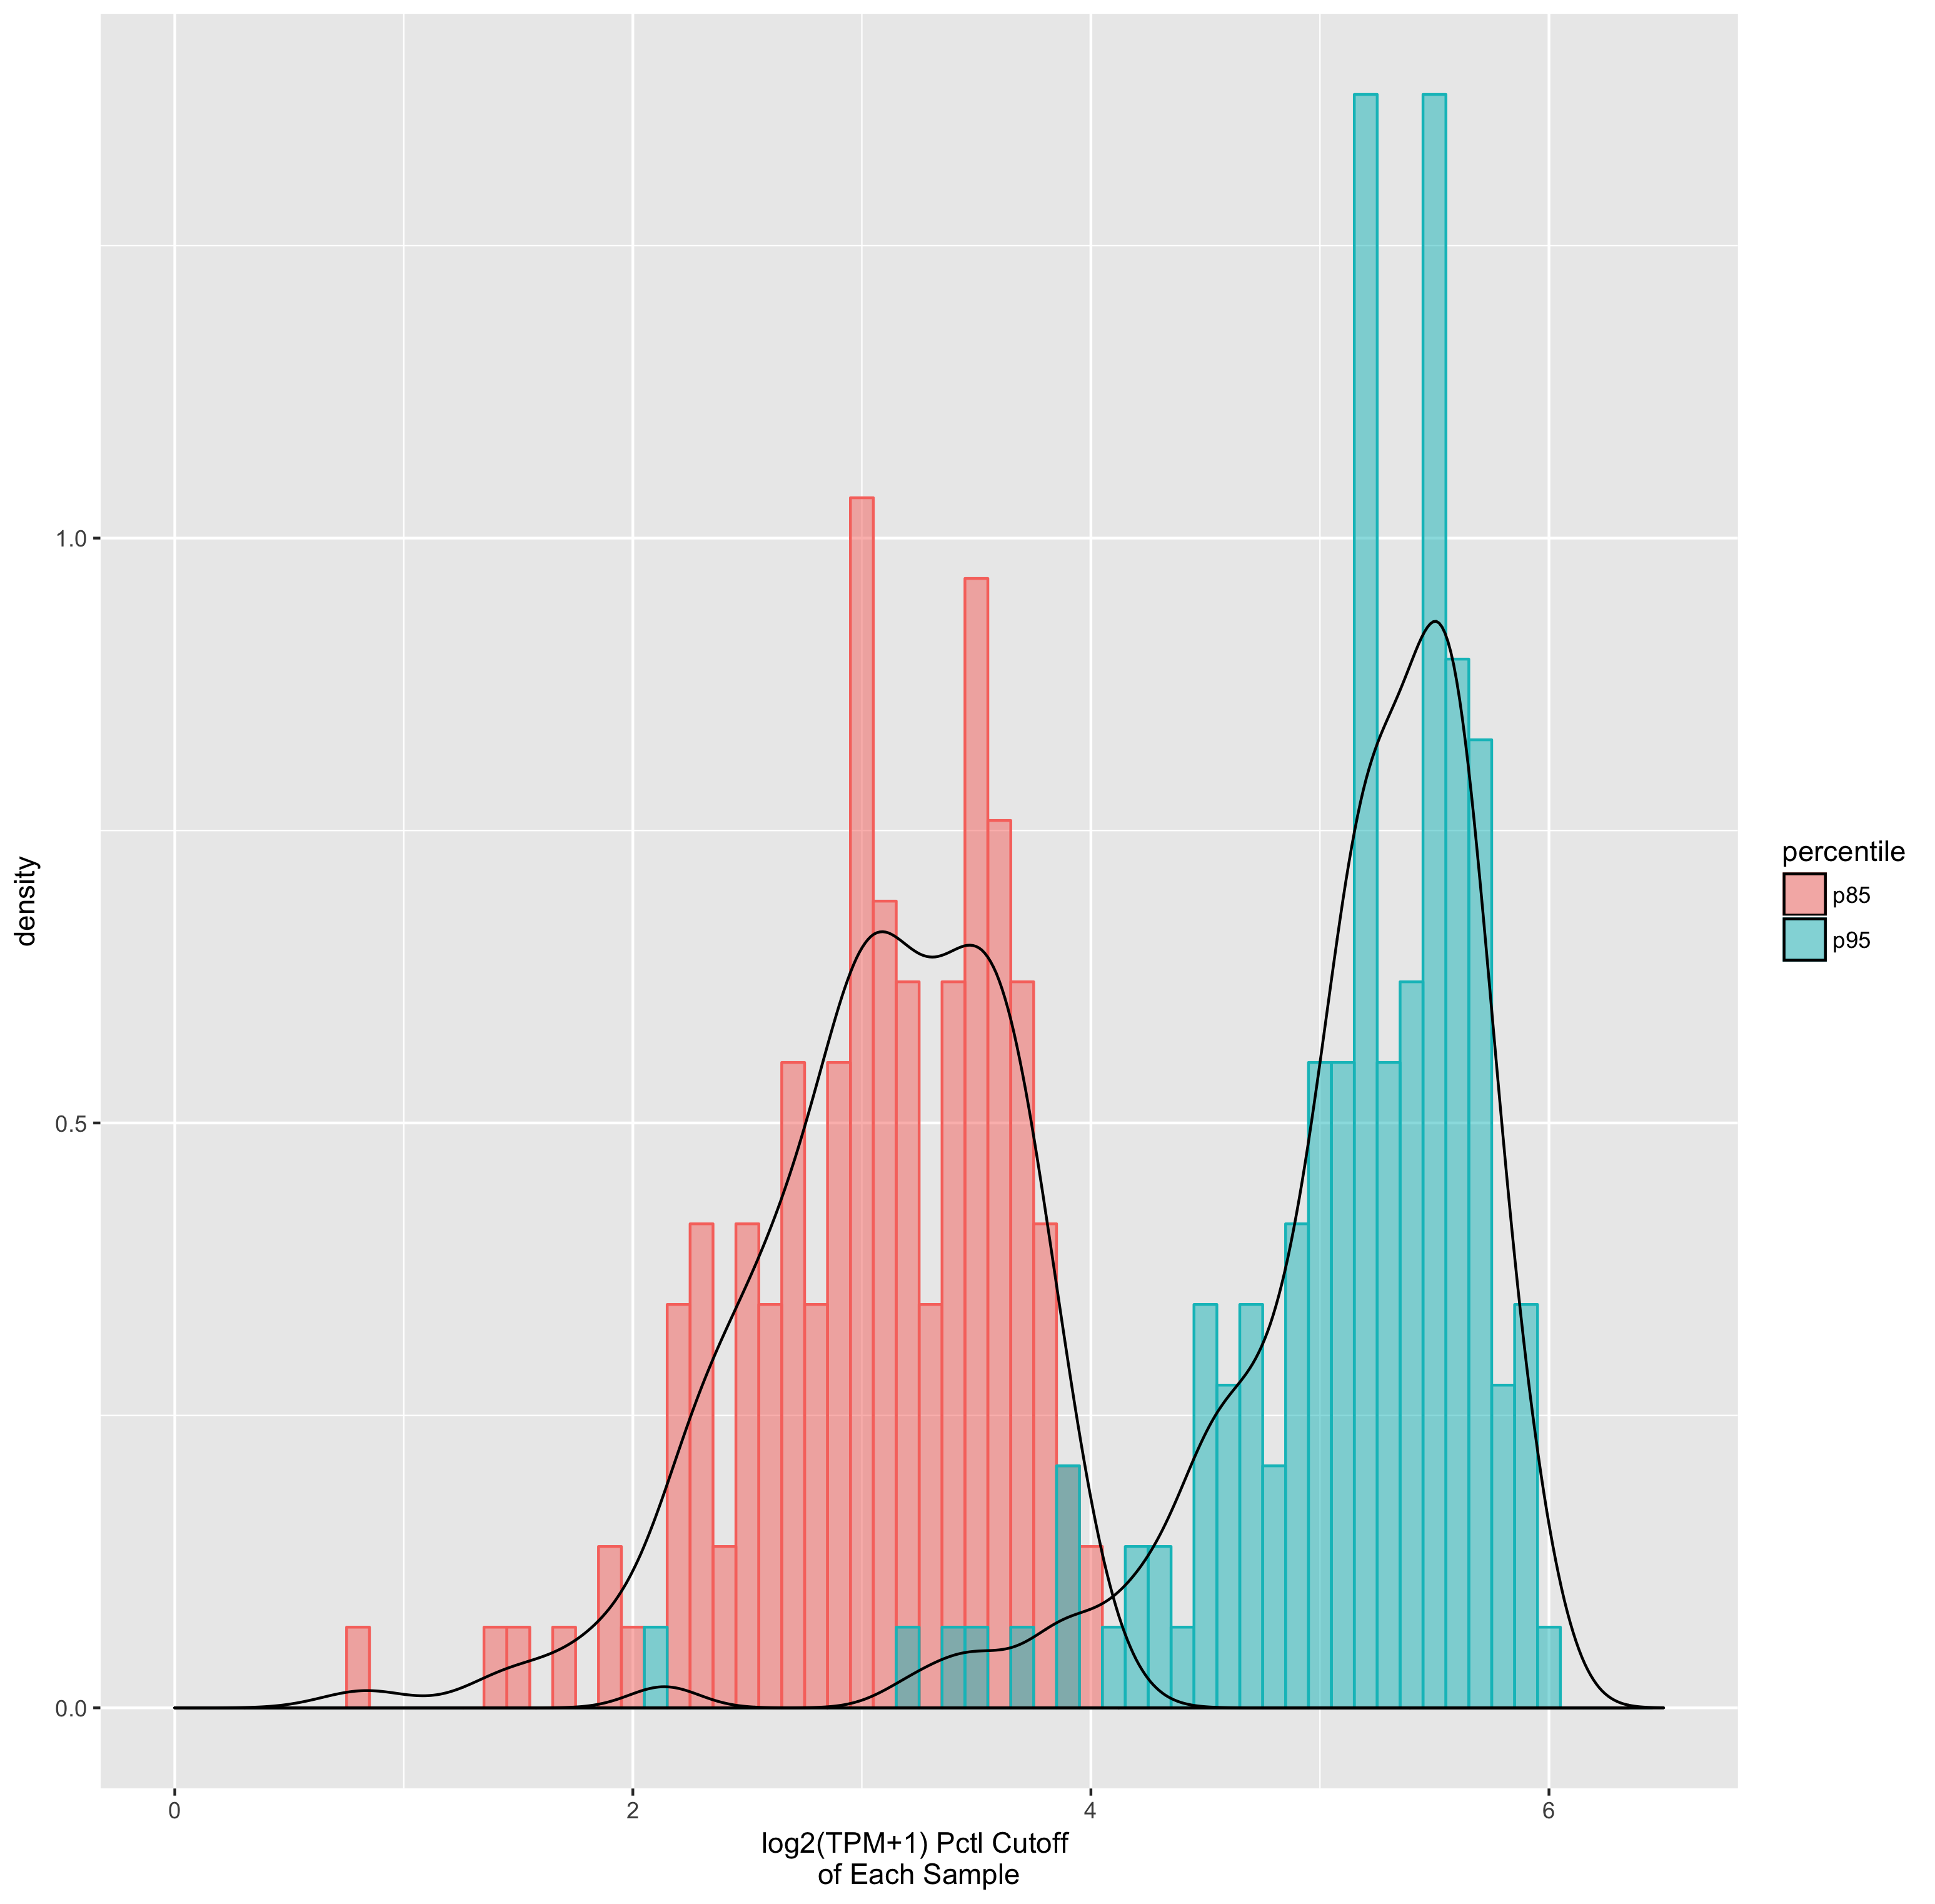 density
1.0
0.5
0.0
0
2
4
6
log2(TPM+1) Pctl Cutoff
of Each Sample
percentile
p85
p95